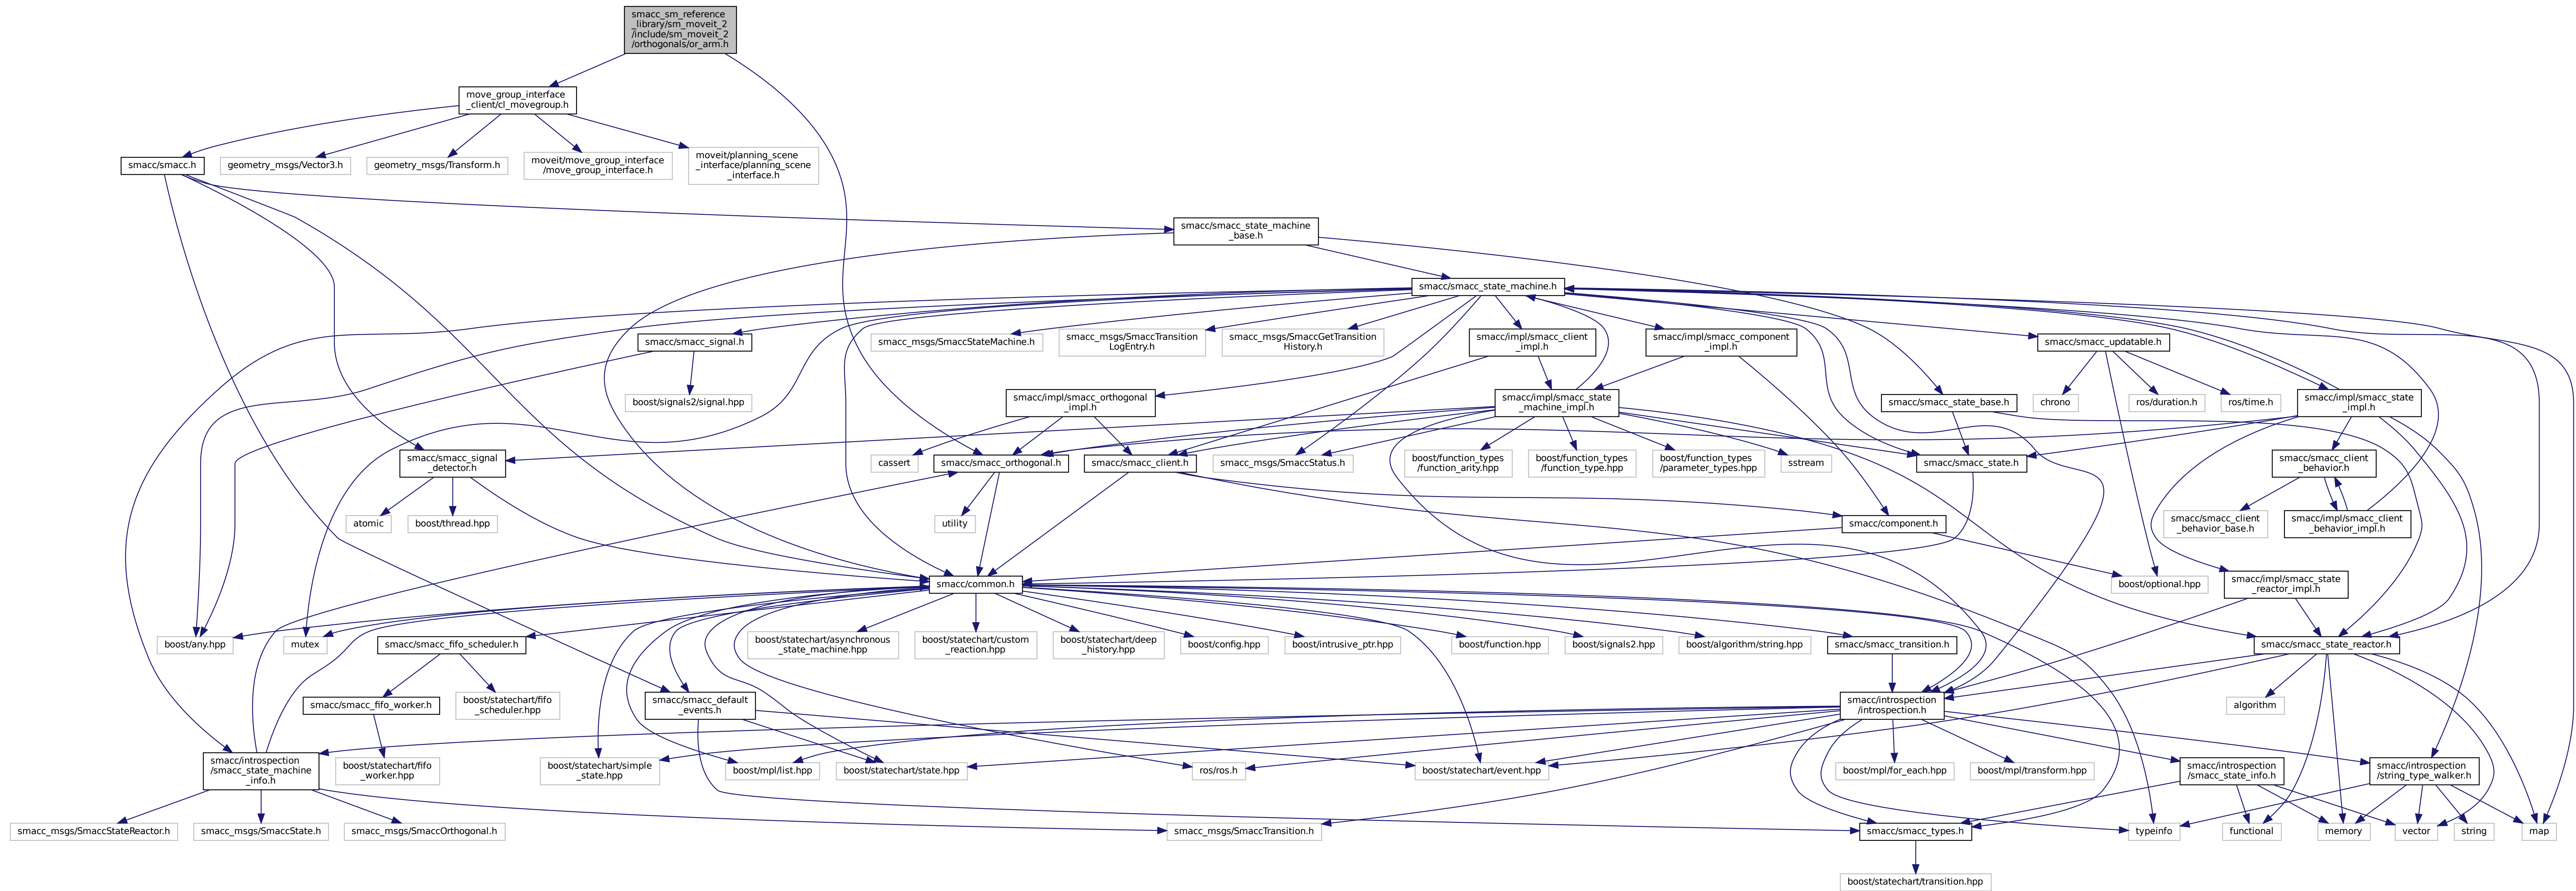 smacc_sm_reference
_library/sm_moveit_2
/include/sm_moveit_2
/orthogonals/or_arm.h
move_group_interface
_client/cl_movegroup.h
smacc/smacc.h
geometry_msgs/Vector3.h
geometry_msgs/Transform.h
moveit/move_group_interface
/move_group_interface.h
moveit/planning_scene
_interface/planning_scene
_interface.h
smacc/smacc_state_machine
_base.h
smacc/smacc_state_machine.h
smacc/smacc_signal.h
smacc_msgs/SmaccStateMachine.h
smacc_msgs/SmaccTransition
LogEntry.h
smacc_msgs/SmaccGetTransition
History.h
smacc/impl/smacc_client
_impl.h
smacc/impl/smacc_component
_impl.h
smacc/smacc_updatable.h
boost/signals2/signal.hpp
smacc/impl/smacc_orthogonal
_impl.h
smacc/impl/smacc_state
_machine_impl.h
smacc/smacc_state_base.h
chrono
ros/duration.h
ros/time.h
smacc/impl/smacc_state
_impl.h
smacc/smacc_signal
_detector.h
cassert
smacc/smacc_orthogonal.h
smacc/smacc_client.h
smacc_msgs/SmaccStatus.h
boost/function_types
/function_arity.hpp
boost/function_types
/function_type.hpp
boost/function_types
/parameter_types.hpp
sstream
smacc/smacc_state.h
smacc/smacc_client
_behavior.h
atomic
boost/thread.hpp
utility
smacc/component.h
smacc/smacc_client
_behavior_base.h
smacc/impl/smacc_client
_behavior_impl.h
smacc/common.h
boost/optional.hpp
smacc/impl/smacc_state
_reactor_impl.h
boost/any.hpp
mutex
smacc/smacc_fifo_scheduler.h
boost/statechart/asynchronous
_state_machine.hpp
boost/statechart/custom
_reaction.hpp
boost/statechart/deep
_history.hpp
boost/config.hpp
boost/intrusive_ptr.hpp
boost/function.hpp
boost/signals2.hpp
boost/algorithm/string.hpp
smacc/smacc_transition.h
smacc/smacc_state_reactor.h
smacc/smacc_fifo_worker.h
boost/statechart/fifo
_scheduler.hpp
smacc/smacc_default
_events.h
smacc/introspection
/introspection.h
algorithm
smacc/introspection
/smacc_state_machine
_info.h
boost/statechart/fifo
_worker.hpp
boost/statechart/simple
_state.hpp
boost/mpl/list.hpp
boost/statechart/state.hpp
ros/ros.h
boost/statechart/event.hpp
boost/mpl/for_each.hpp
boost/mpl/transform.hpp
smacc/introspection
/smacc_state_info.h
smacc/introspection
/string_type_walker.h
smacc_msgs/SmaccStateReactor.h
smacc_msgs/SmaccState.h
smacc_msgs/SmaccOrthogonal.h
smacc_msgs/SmaccTransition.h
smacc/smacc_types.h
typeinfo
functional
memory
vector
string
map
boost/statechart/transition.hpp